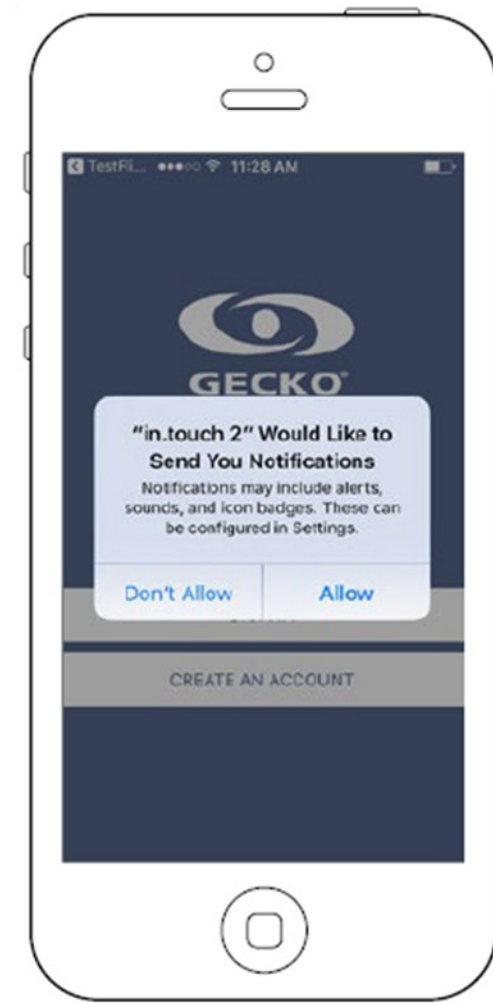 TestFli... 11:28 AM
GECKO®
"in.touch 2" Would Like to
Send You Notifications
Notifications may include alerts,
sounds, and icon badges. These can
be configured in Settings.
Don't Allow Allow
CREATE AN ACCOUNT